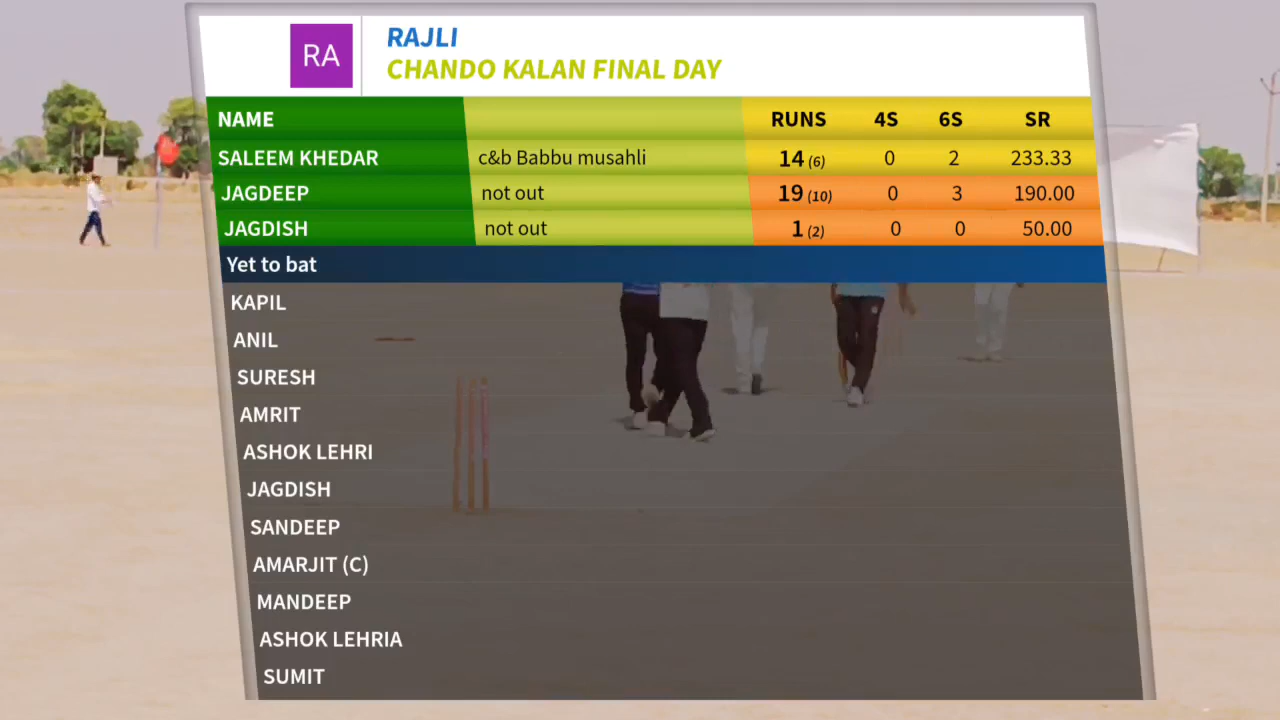 RA
RAJLI
CHANDO KALAN FINAL DAY
NAME RUNS 4S 6S SR
SALEEM KHEDAR c&b Babbu musahli 14 (6) 0 2 233.33
JAGDEEP not out 19 (10) 0 3 190.00
JAGDISH not out 1 (2) 0 0 50.00
Yet to bat
KAPIL
ANIL
SURESH
AMRIT
ASHOK LEHRI
JAGDISH
SANDEEP
AMARJIT (C)
MANDEEP
ASHOK LEHRIA
SUMIT